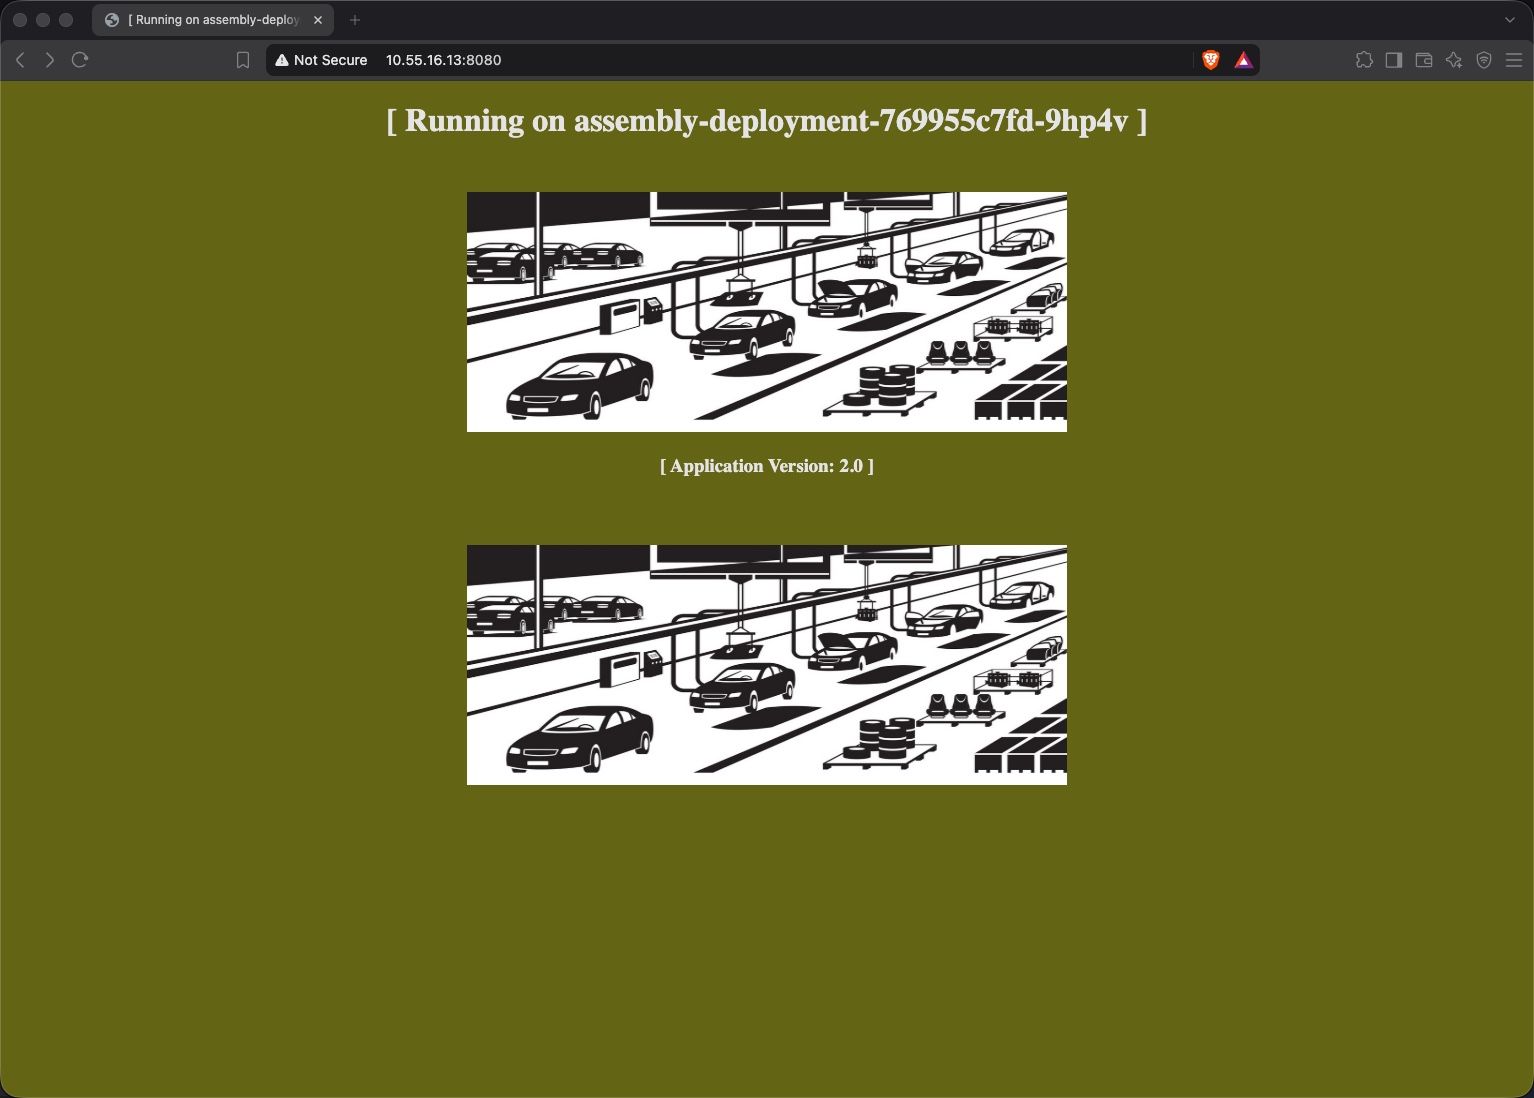 [ Running on assembly-deploy
Not Secure 10.55.16.13:8080
[ Running on assembly-deployment-769955c7fd-9hp4v ]
[ Application Version: 2.0 ]